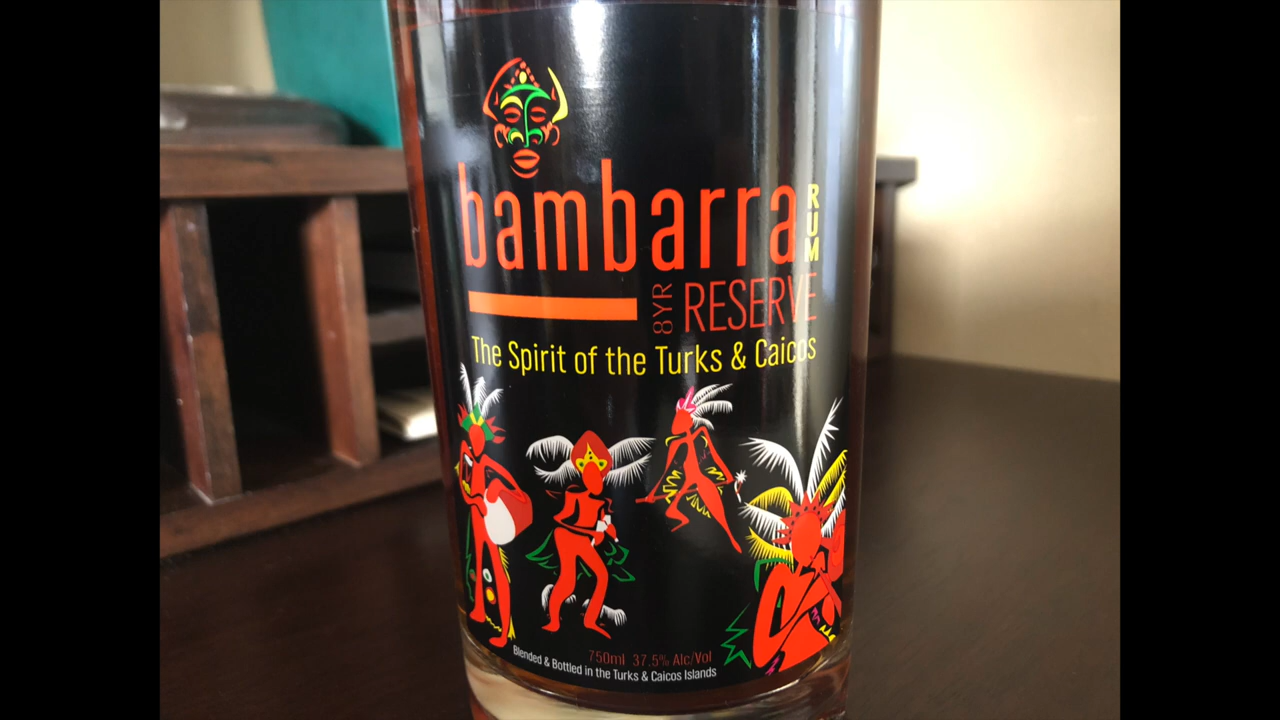 bambarra RUM
8YR RESERVE
The Spirit of the Turks & Caicos
750ml 37,5% Alc/Vol
Blended & Bottled in the Turks & Caicos Islands